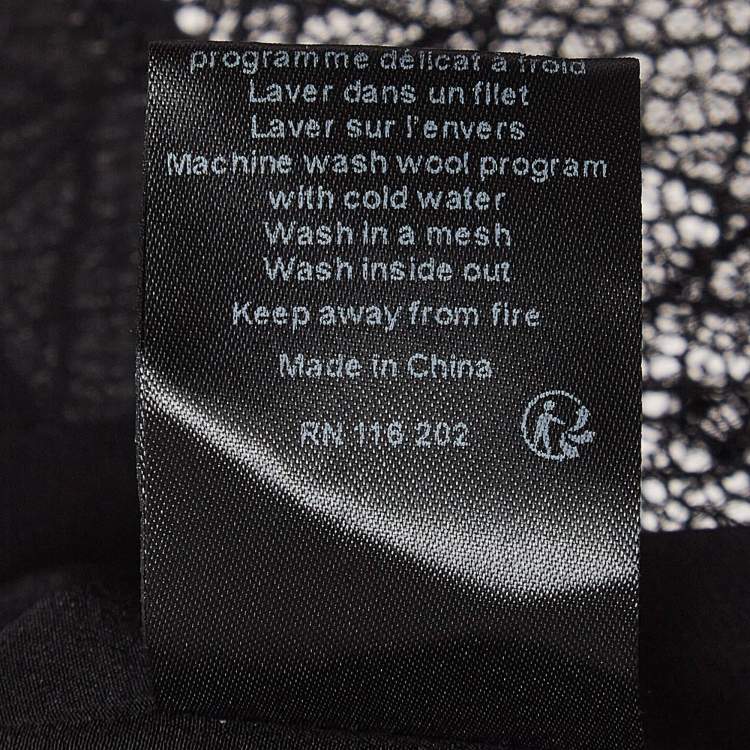 programme délicat à froid
Laver dans un filet
Laver sur l'envers
Machine wash wool program
with cold water
Wash in a mesh
Wash inside out
Keep away from fire
Made in China
RN 116 202